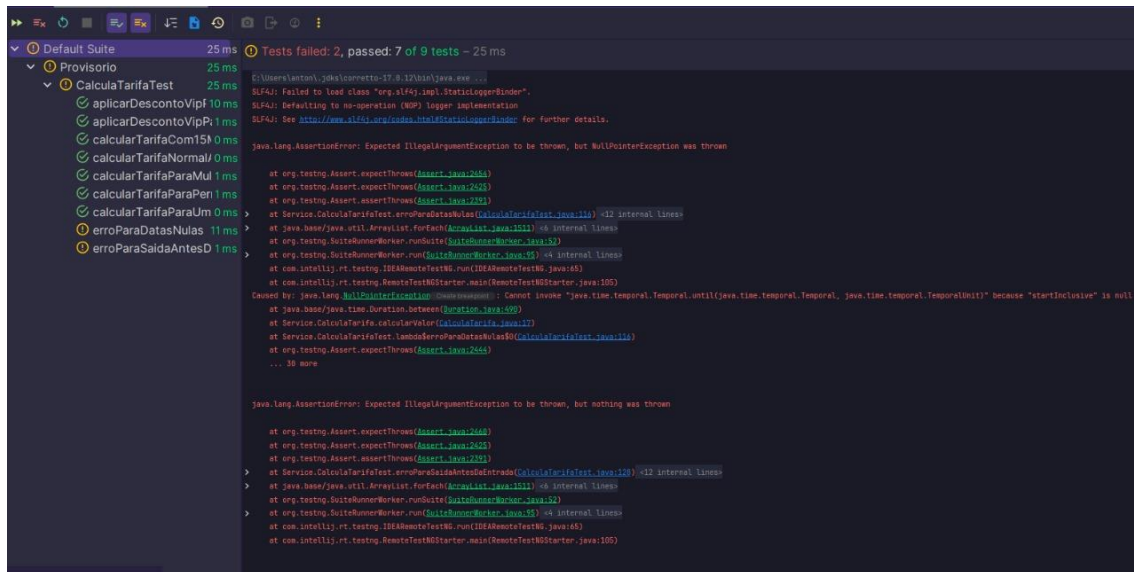 Default Suite 25 ms
Provisorio 25 ms
CalculaTarifaTest 25 ms
aplicarDescontoVipF 10 ms
aplicarDescontoVipPa 1 ms
calcularTarifaCom15M 0 ms
calcularTarifaNormalA 0 ms
calcularTarifaParaMul 1 ms
calcularTarifaParaPerr 1 ms
calcularTarifaParaUm 0 ms
erroParaDatasNulas 11 ms
erroParaSaidaAntesD 1 ms
Tests failed: 2, passed: 7 of 9 tests – 25 ms
C:\Users\anton\.jdks\corretto-17.0.12\bin\java.exe ...
SLF4J: Failed to load class "org.slf4j.impl.StaticLoggerBinder".
SLF4J: Defaulting to no-operation (NOP) logger implementation
SLF4J: See http://www.slf4j.org/codes.html#StaticLoggerBinder for further details.
java.lang.AssertionError: Expected IllegalArgumentException to be thrown, but NullPointerException was thrown
at org.testng.Assert.expectThrows(Assert.java:2454)
at org.testng.Assert.expectThrows(Assert.java:2425)
at org.testng.Assert.assertThrows(Assert.java:2391)
at Service.CalculaTarifaTest.erroParaDatasNulas(CalculaTarifaTest.java:116) <12 internal lines>
at java.base/java.util.ArrayList.forEach(ArrayList.java:1511) <6 internal lines>
at org.testng.SuiteRunnerWorker.runSuite(SuiteRunnerWorker.java:52)
at org.testng.SuiteRunnerWorker.run(SuiteRunnerWorker.java:95) <4 internal lines>
at com.intellij.rt.testng.IDEARemoteTestNG.run(IDEARemoteTestNG.java:65)
at com.intellij.rt.testng.RemoteTestNGStarter.main(RemoteTestNGStarter.java:105)
Caused by: java.lang.NullPointerException Create breakpoint : Cannot invoke "java.time.temporal.Temporal.until(java.time.temporal.Temporal, java.time.temporal.TemporalUnit)" because "startInclusive" is null
at java.base/java.time.Duration.between(Duration.java:490)
at Service.CalculaTarifa.calcularValor(CalculaTarifa.java:17)
at Service.CalculaTarifaTest.lambda$erroParaDatasNulas$0(CalculaTarifaTest.java:116)
at org.testng.Assert.expectThrows(Assert.java:2444)
... 38 more
java.lang.AssertionError: Expected IllegalArgumentException to be thrown, but nothing was thrown
at org.testng.Assert.expectThrows(Assert.java:2460)
at org.testng.Assert.expectThrows(Assert.java:2425)
at org.testng.Assert.assertThrows(Assert.java:2391)
at Service.CalculaTarifaTest.erroParaSaidaAntesDaEntrada(CalculaTarifaTest.java:128) <12 internal lines>
at java.base/java.util.ArrayList.forEach(ArrayList.java:1511) <6 internal lines>
at org.testng.SuiteRunnerWorker.runSuite(SuiteRunnerWorker.java:52)
at org.testng.SuiteRunnerWorker.run(SuiteRunnerWorker.java:95) <4 internal lines>
at com.intellij.rt.testng.IDEARemoteTestNG.run(IDEARemoteTestNG.java:65)
at com.intellij.rt.testng.RemoteTestNGStarter.main(RemoteTestNGStarter.java:105)